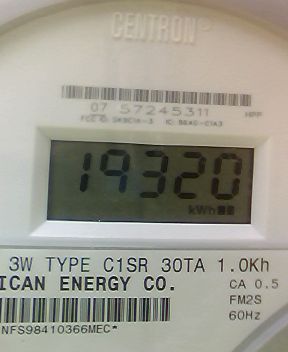 CENTRON®
07 57245311
HPP
19320
kWh
3W TYPE C1SR 30TA 1.0Kh
ICAN ENERGY CO.
CA 0.5
FM2S
60Hz
NFS98410366MEC*